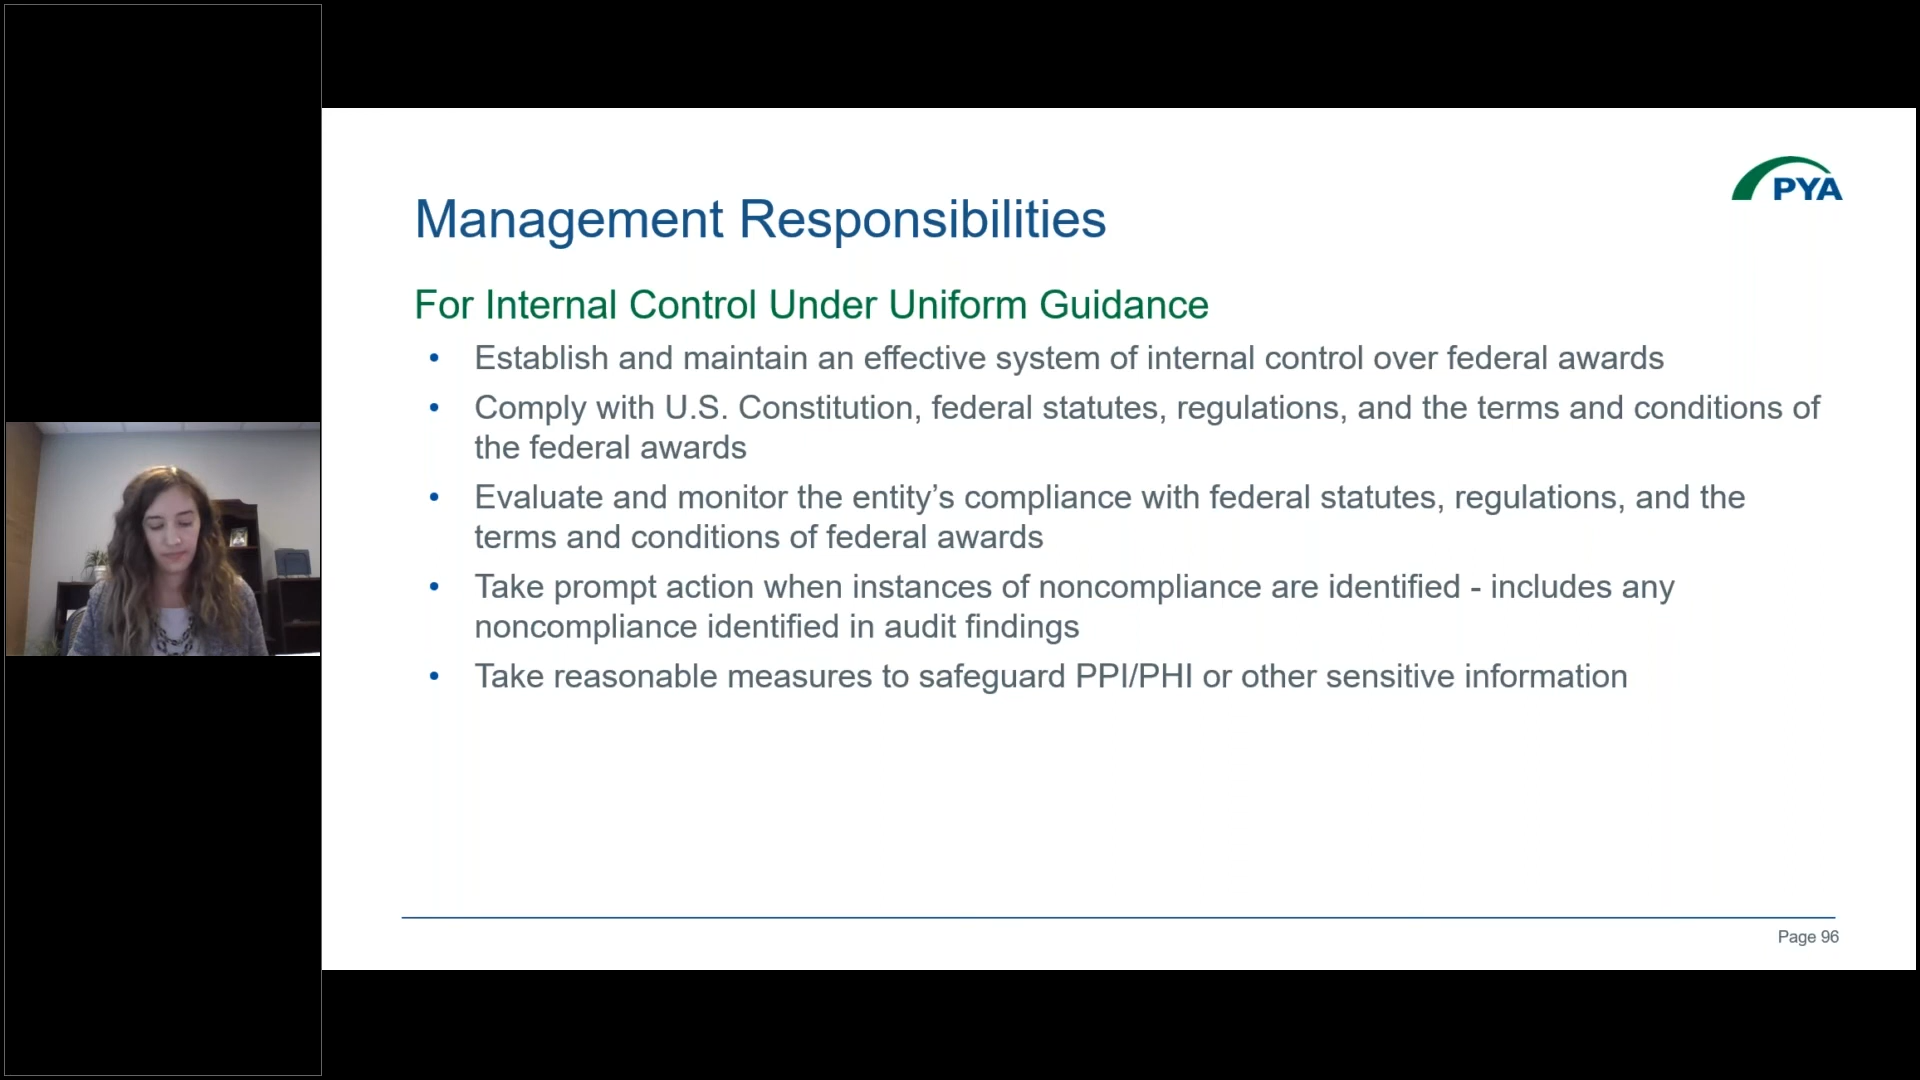 PYA
Management Responsibilities
For Internal Control Under Uniform Guidance
• Establish and maintain an effective system of internal control over federal awards
• Comply with U.S. Constitution, federal statutes, regulations, and the terms and conditions of
the federal awards
• Evaluate and monitor the entity’s compliance with federal statutes, regulations, and the
terms and conditions of federal awards
• Take prompt action when instances of noncompliance are identified - includes any
noncompliance identified in audit findings
• Take reasonable measures to safeguard PPI/PHI or other sensitive information
Page 96